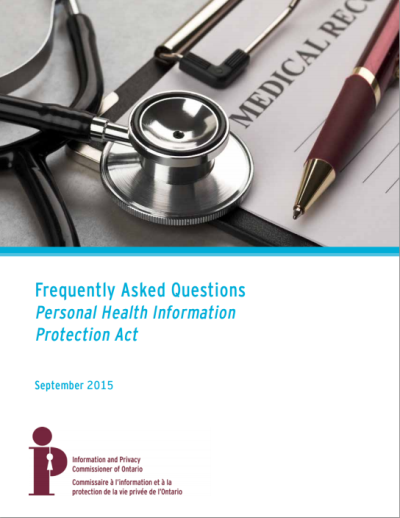 MEDICAL RECO
Frequently Asked Questions
Personal Health Information
Protection Act
September 2015
Information and Privacy
Commissioner of Ontario
Commissaire à l'information et à la
protection de la vie privée de l'Ontario